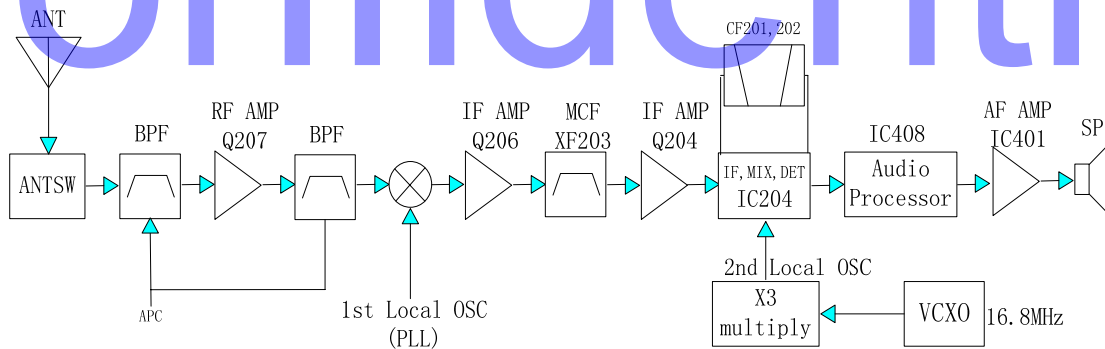 ANT
CF201,202
RF AMP
Q207
BPF
BPF
IF AMP
Q206
MCF
XF203
IF AMP
Q204
IC408
AF AMP
IC401
SP
ANTSW
IF,MIX,DET
IC204
Audio
Processor
2nd Local OSC
APC
1st Local OSC
(PLL)
X3
multiply
VCXO
16.8MHz